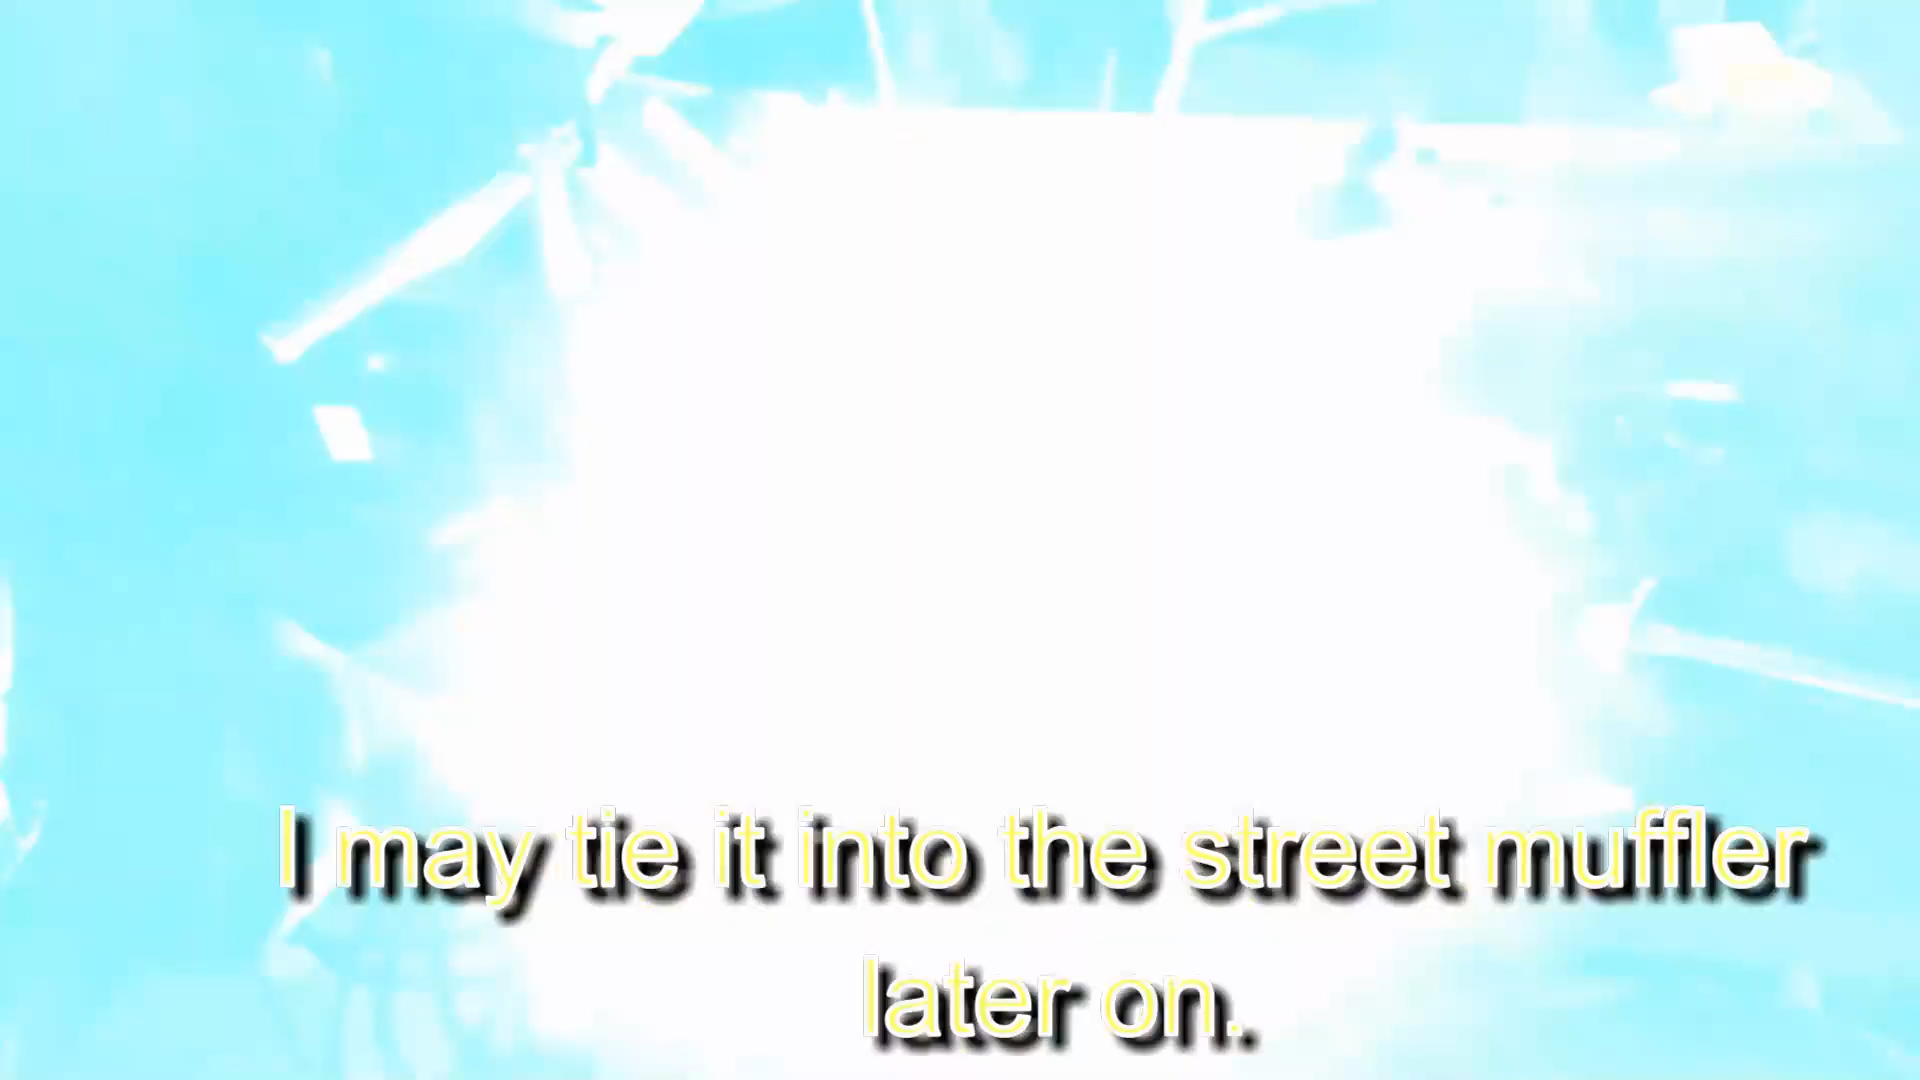 I may tie it into the street muffler
later on.